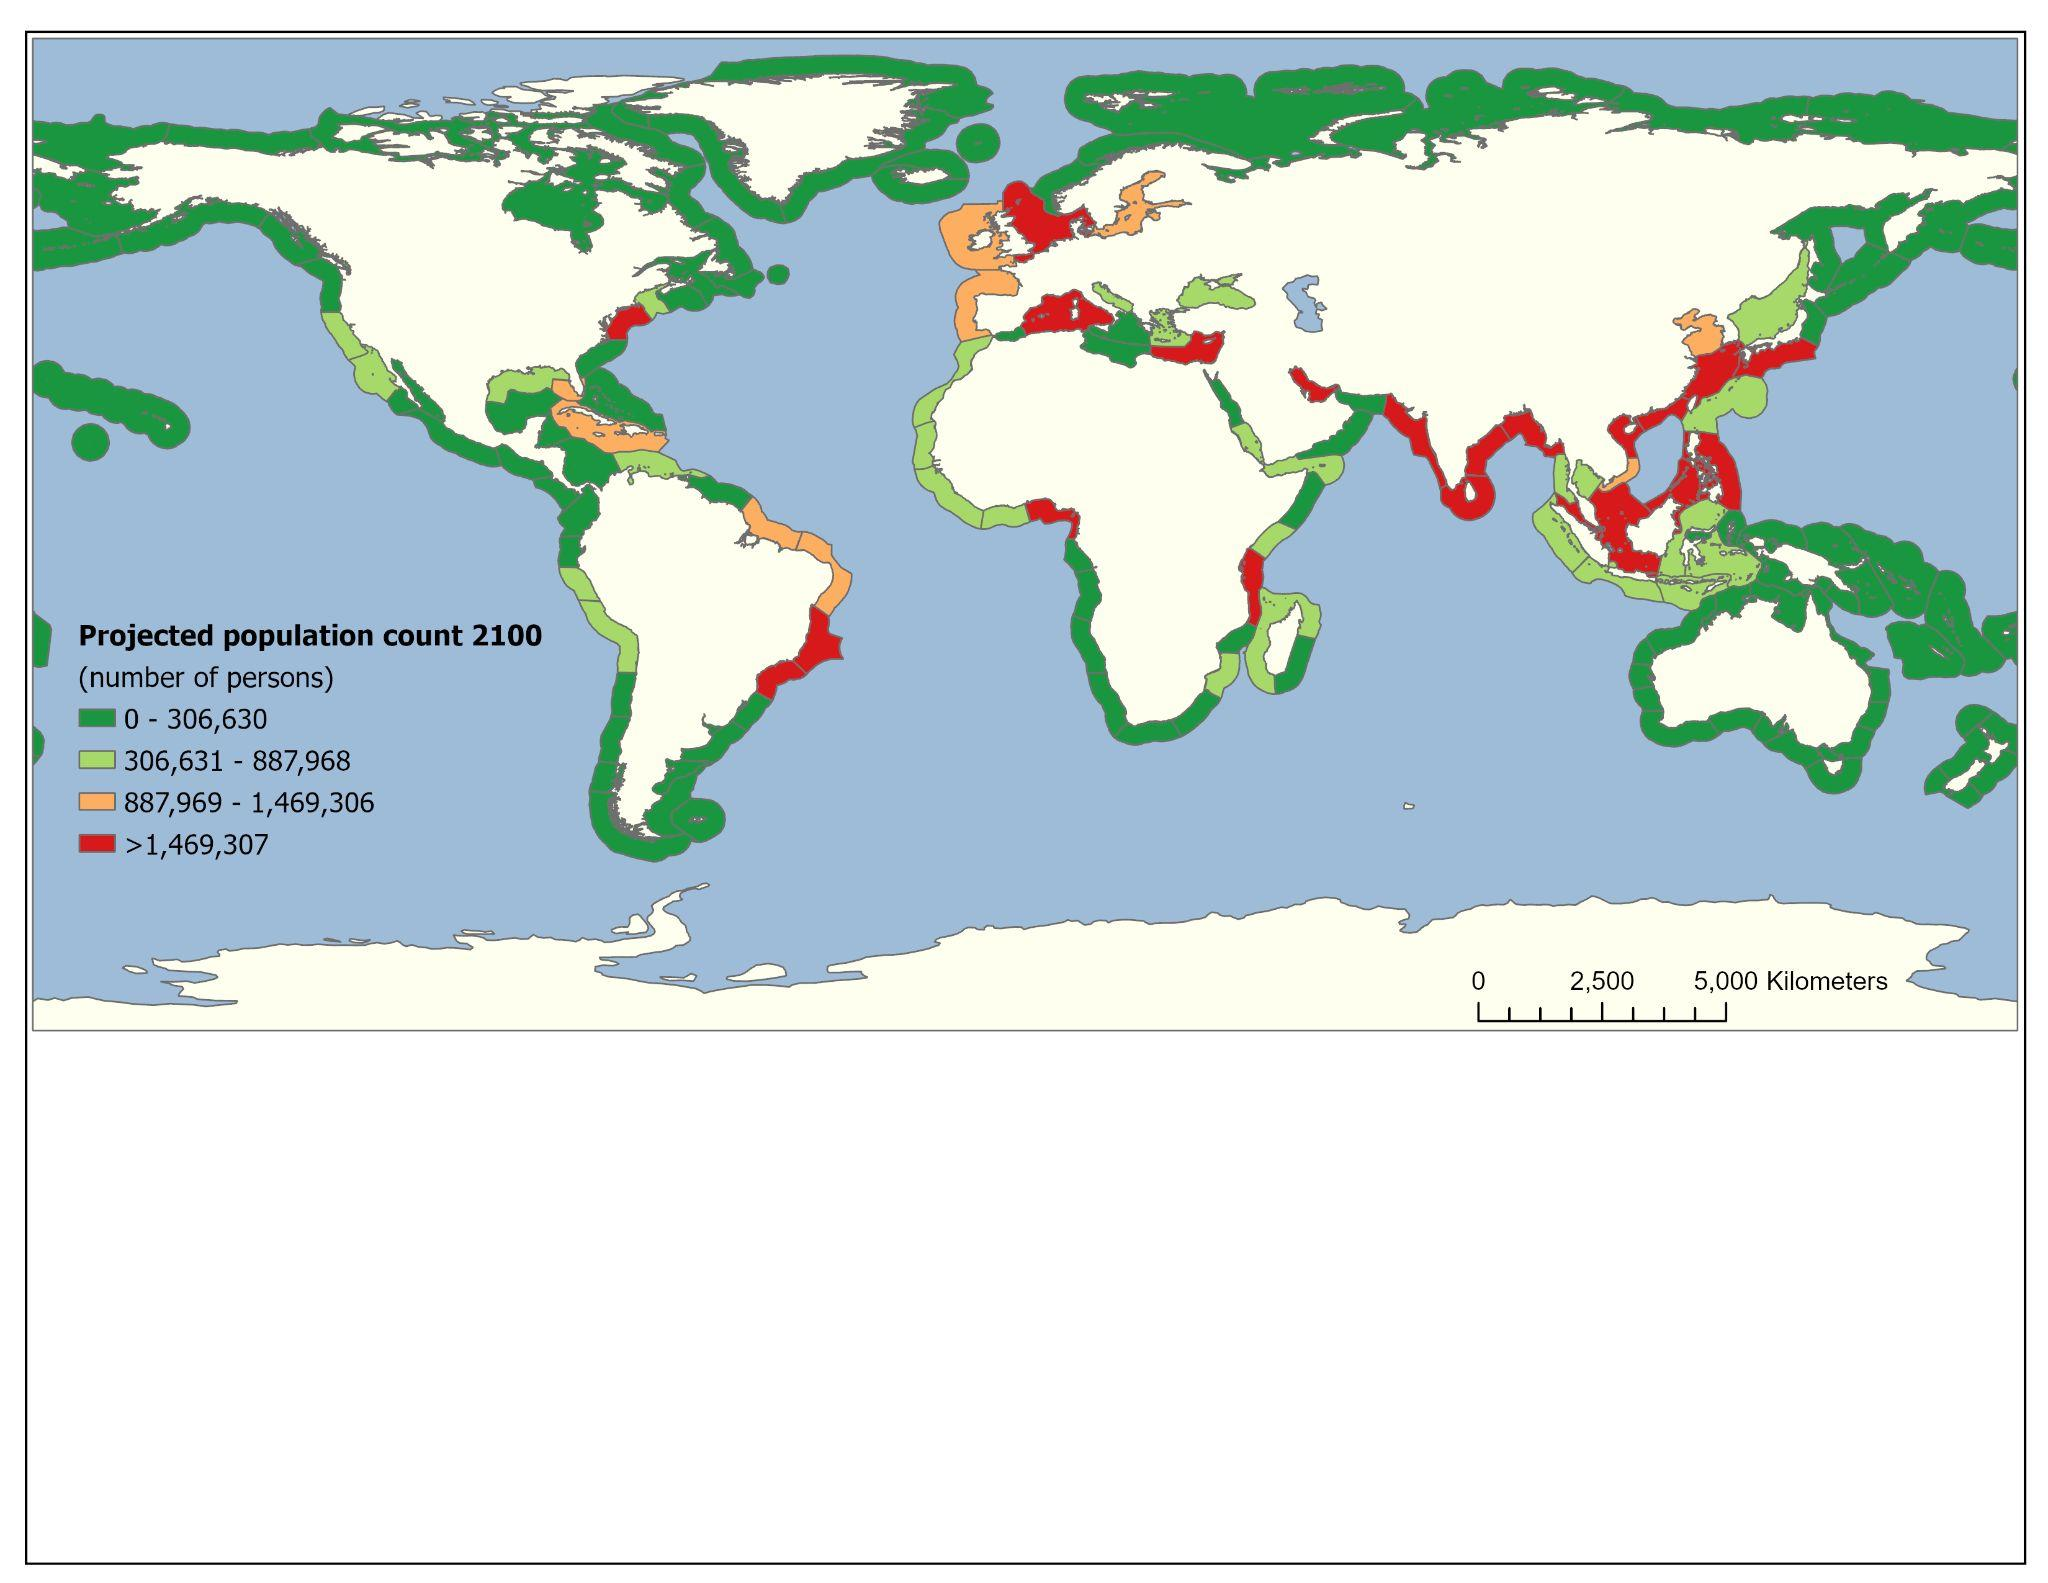 Projected population count 2100
(number of persons)
0 - 306,630
306,631 - 887,968
887,969 - 1,469,306
>1,469,307
0 2,500 5,000 Kilometers